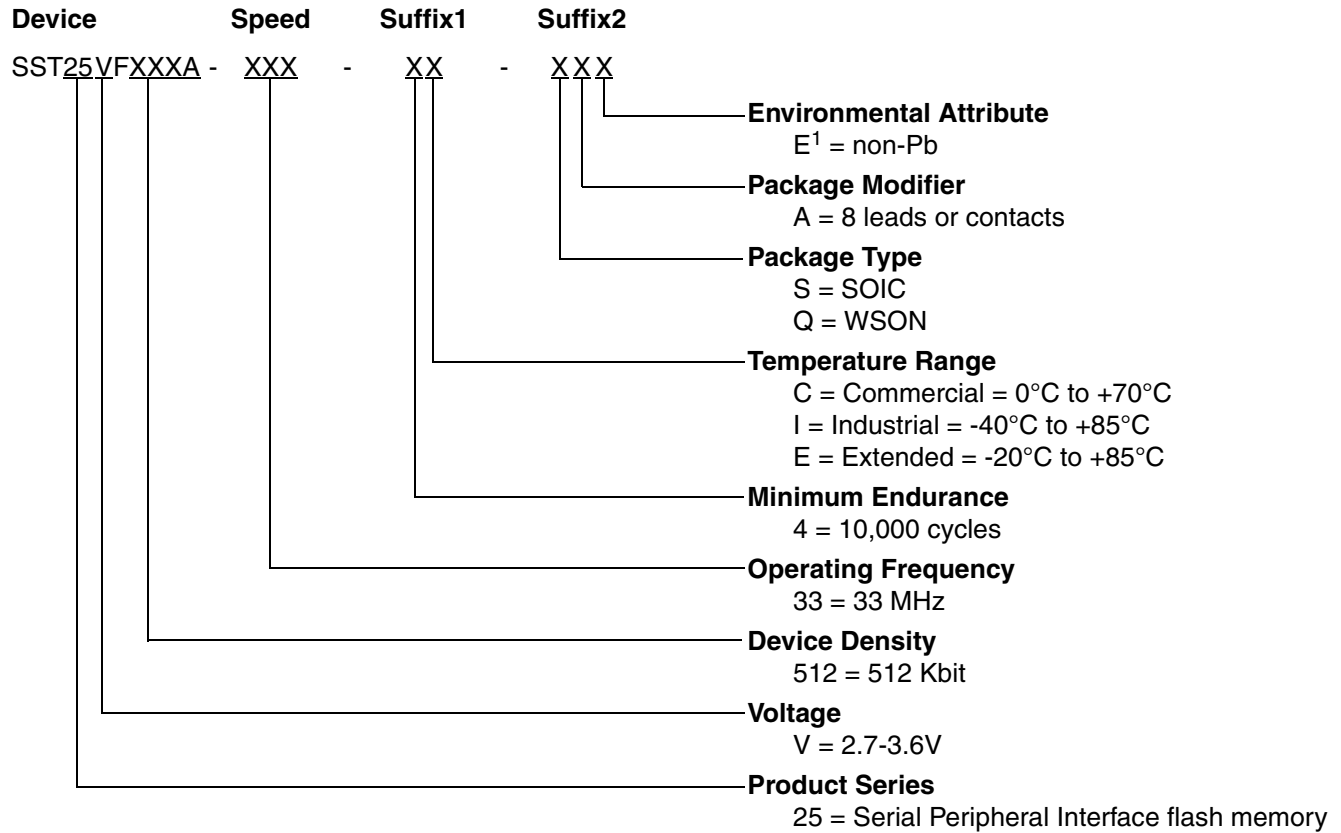 Device Speed Suffix1 Suffix2
SST25VFXXXA - XXX - XX - XXX
Environmental Attribute
E1 = non-Pb
Package Modifier
A = 8 leads or contacts
Package Type
S = SOIC
Q = WSON
Temperature Range
C = Commercial = 0°C to +70°C
I = Industrial = -40°C to +85°C
E = Extended = -20°C to +85°C
Minimum Endurance
4 = 10,000 cycles
Operating Frequency
33 = 33 MHz
Device Density
512 = 512 Kbit
Voltage
V = 2.7-3.6V
Product Series
25 = Serial Peripheral Interface flash memory